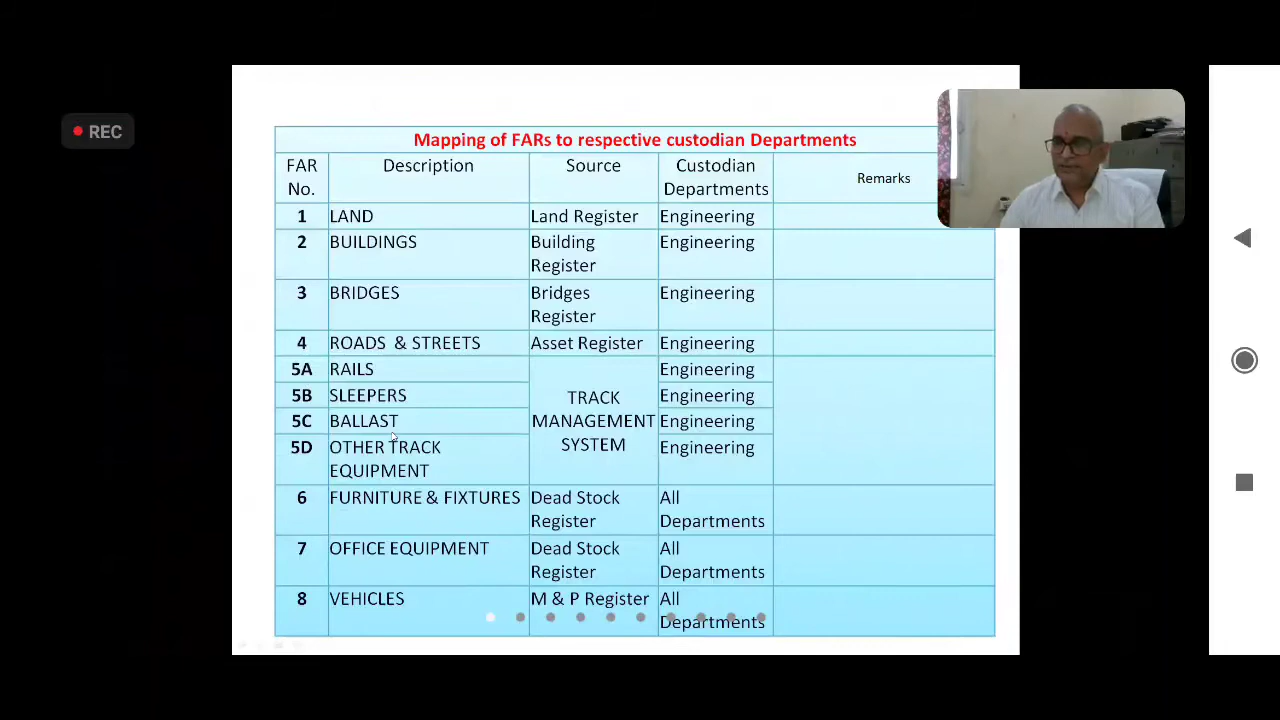 REC
Mapping of FARs to respective custodian Departments
FAR No. Description Source Custodian Departments Remarks
1 LAND Land Register Engineering
2 BUILDINGS Building Register Engineering
3 BRIDGES Bridges Register Engineering
4 ROADS & STREETS Asset Register Engineering
5A RAILS TRACK MANAGEMENT SYSTEM Engineering
5B SLEEPERS Engineering
5C BALLAST Engineering
5D OTHER TRACK EQUIPMENT Engineering
6 FURNITURE & FIXTURES Dead Stock Register All Departments
7 OFFICE EQUIPMENT Dead Stock Register All Departments
8 VEHICLES M & P Register All Departments